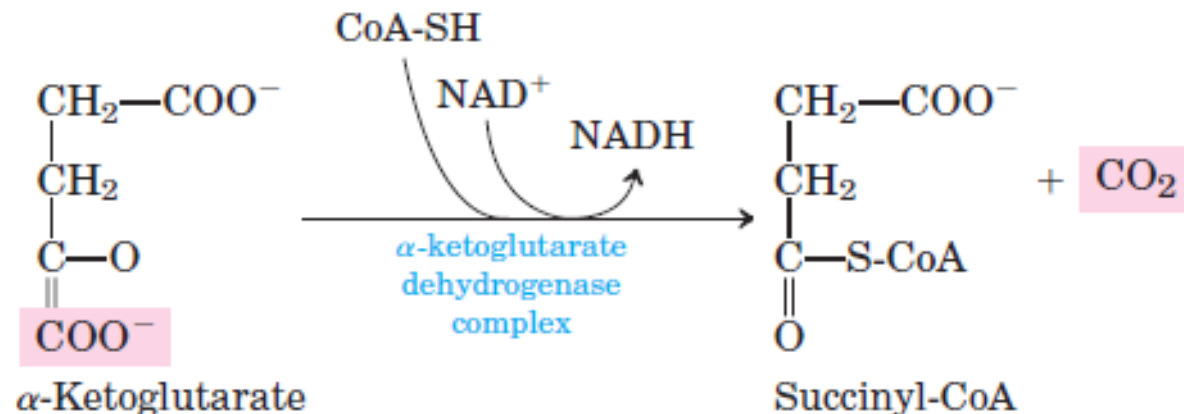 CoA-SH
NAD⁺
NADH
CH₂—COO⁻
CH₂
C—O
COO⁻
α-Ketoglutarate
α-ketoglutarate
dehydrogenase
complex
CH₂—COO⁻
CH₂
C—S-CoA
O
Succinyl-CoA
+ CO₂